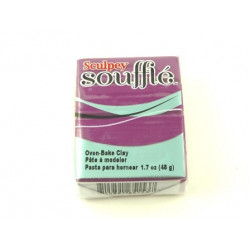 Sculpey
soufflé
Oven-Bake Clay
Pâte à modeler
Pasta para hornear 1.7 oz (48 g)